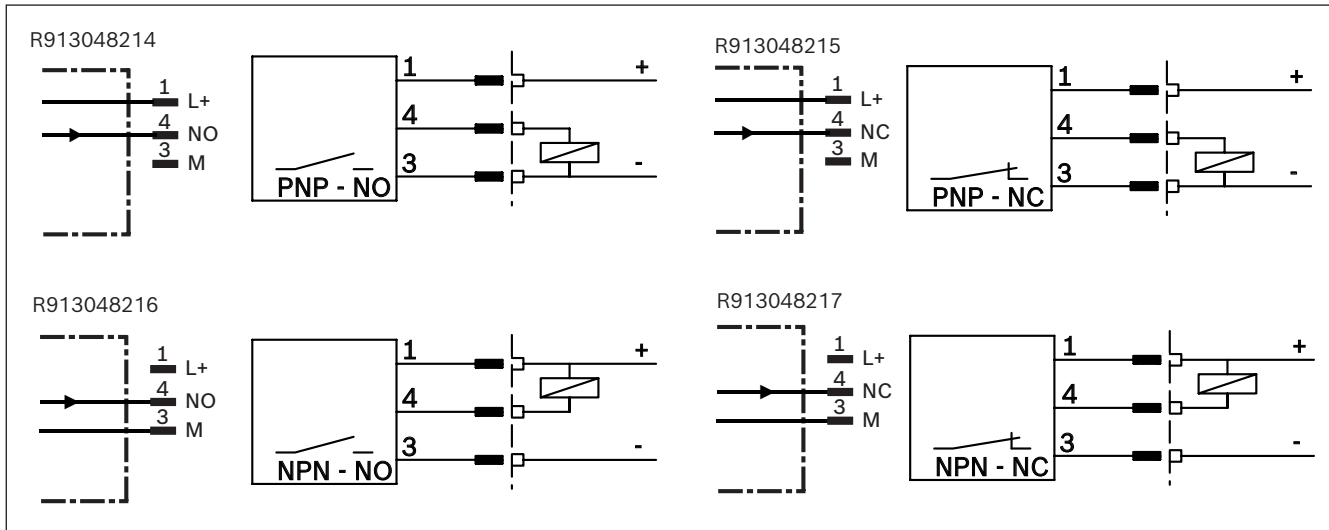 R913048214
1
L+
4
NO
3
M
1
+
4
3
-
PNP - NO
R913048215
1
L+
4
NC
3
M
1
+
4
3
-
PNP - NC
R913048216
1
L+
4
NO
3
M
1
+
4
3
-
NPN - NO
R913048217
1
L+
4
NC
3
M
1
+
4
3
-
NPN - NC